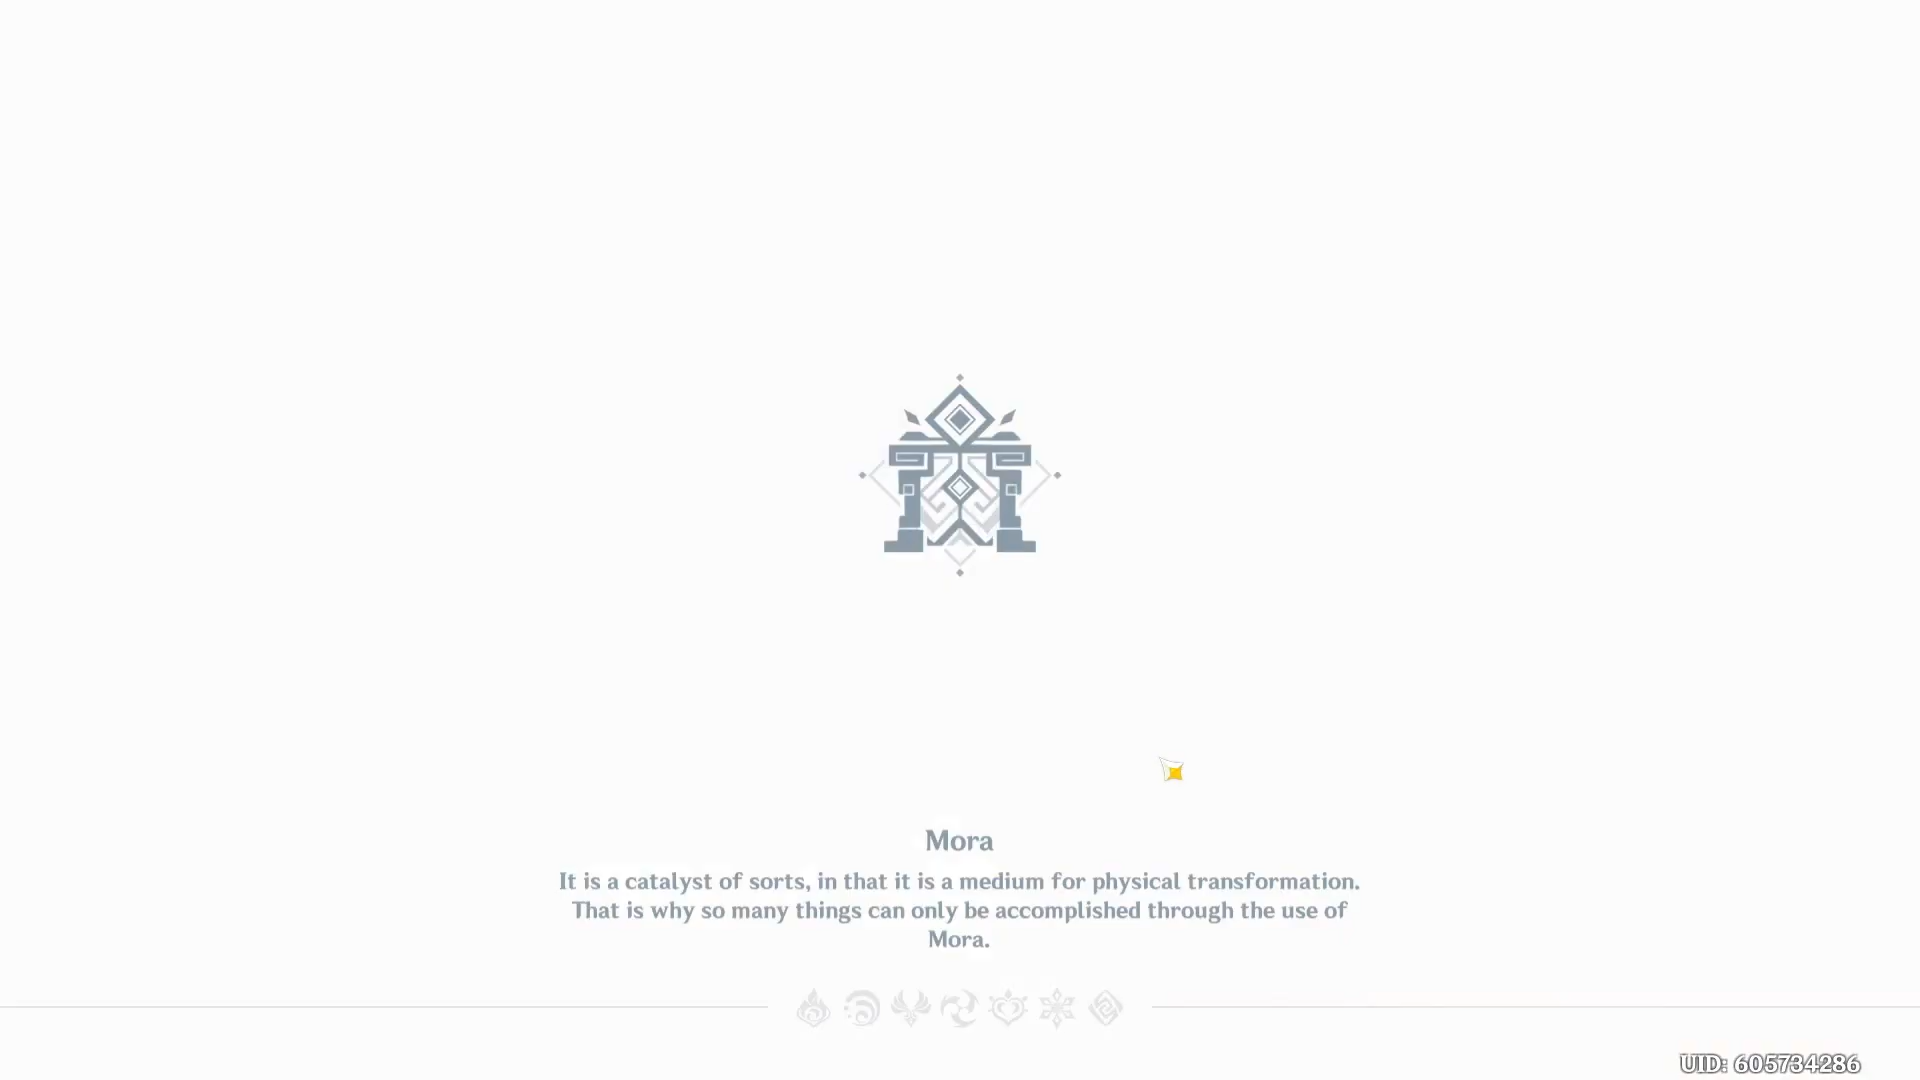 Mora
It is a catalyst of sorts, in that it is a medium for physical transformation.
That is why so many things can only be accomplished through the use of
Mora.
UID: 605734286